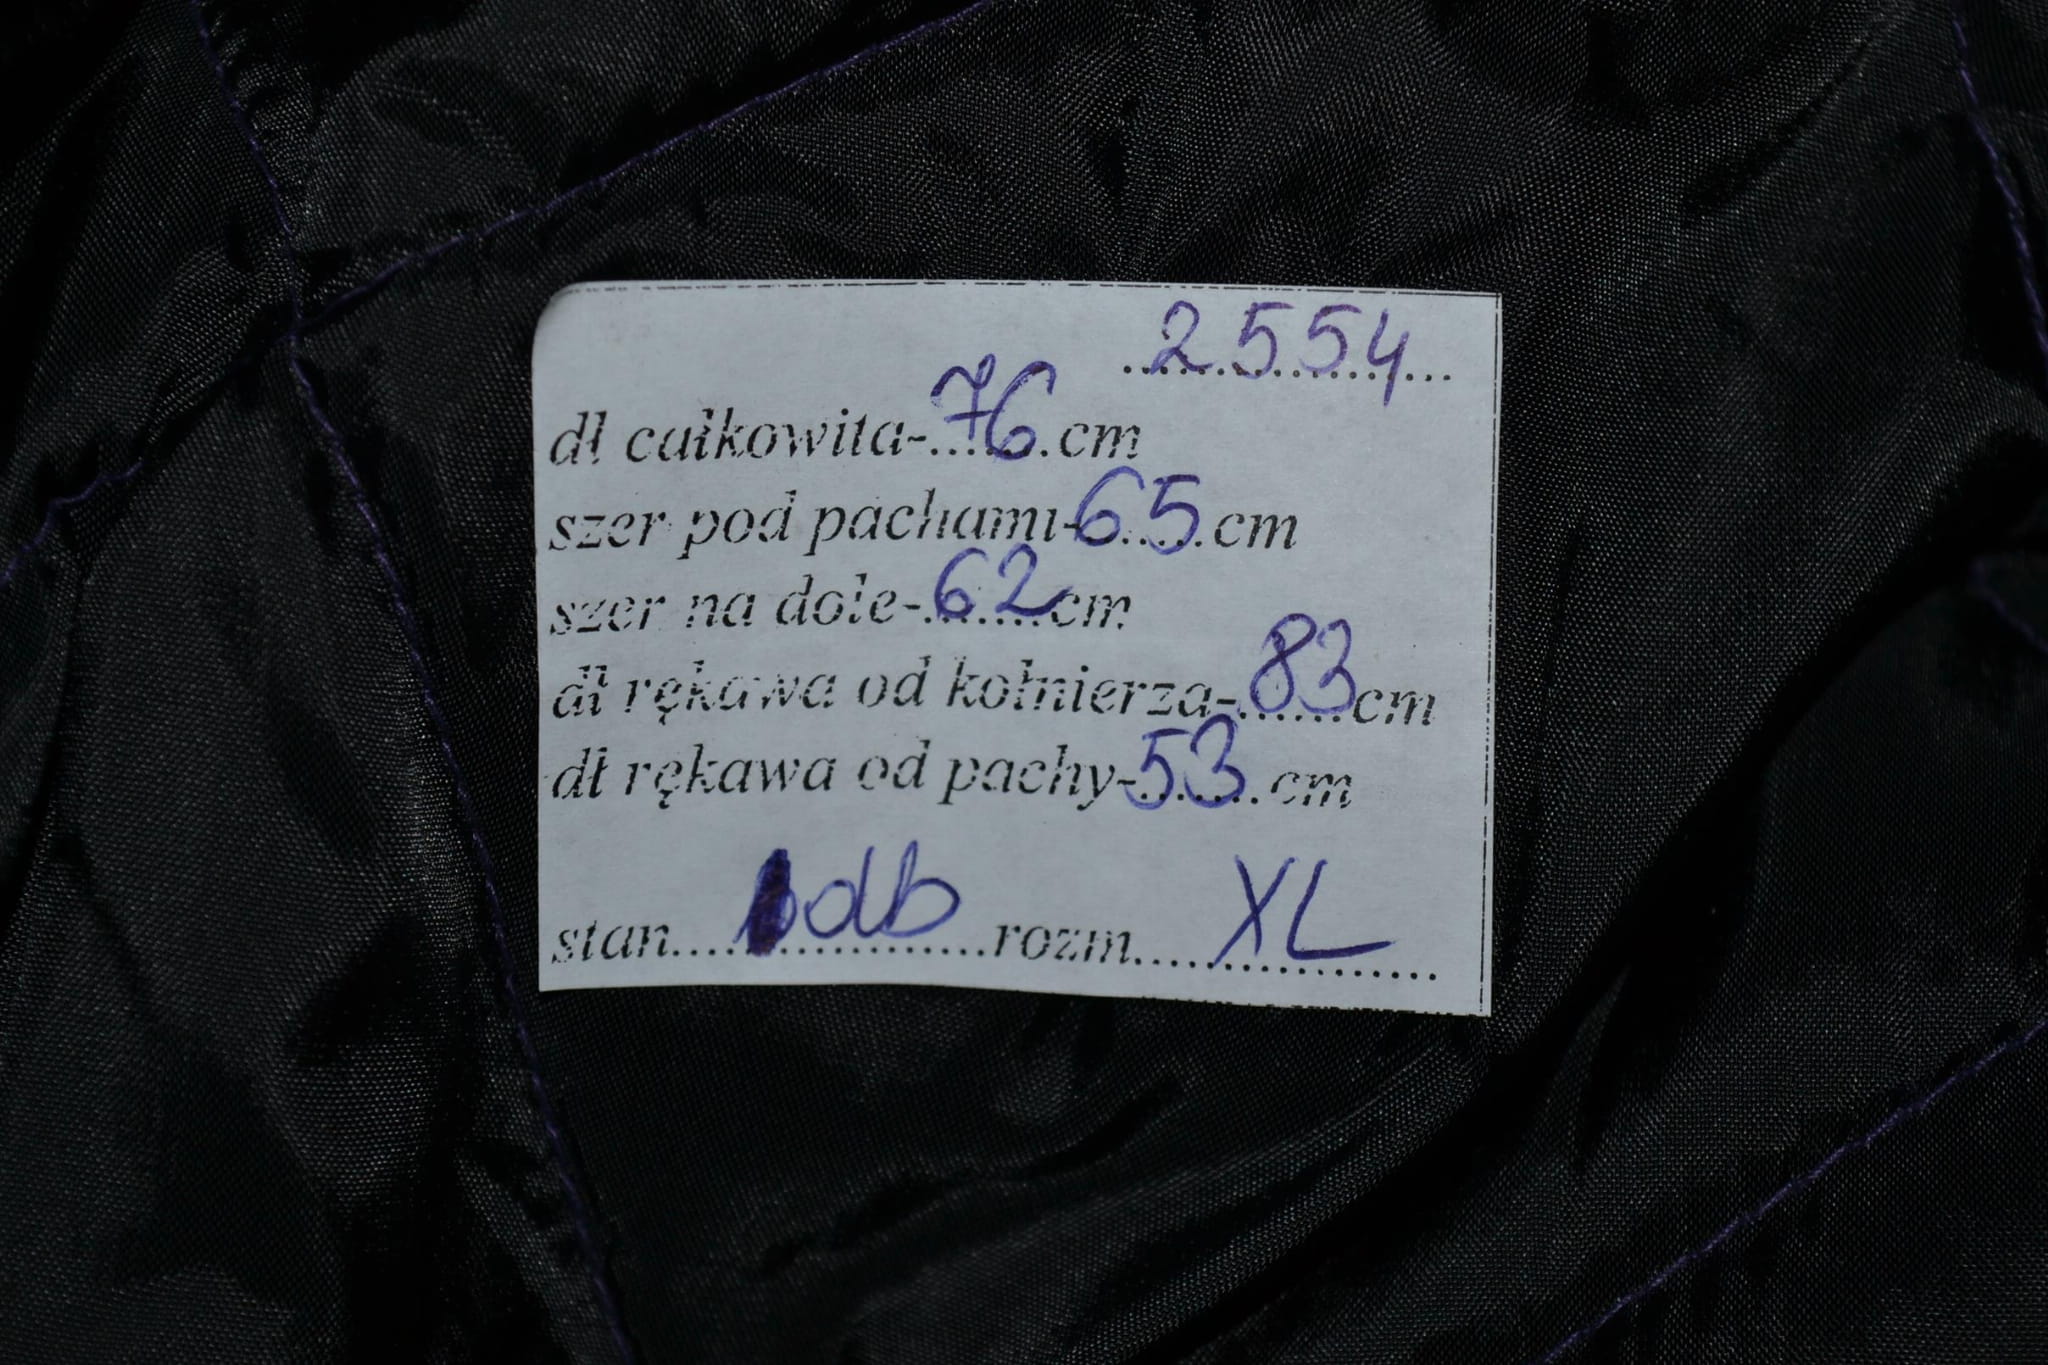 2554
dł całkowita-76cm
szer pod pachami-65cm
szer na dole-62cm
dł rękawa od kołnierza-83cm
dł rękawa od pachy-53cm
stan bdb rozm XL